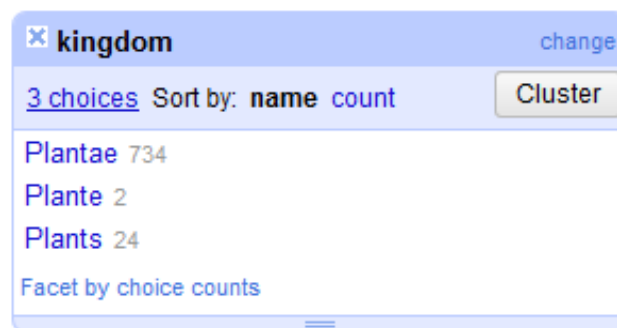 kingdom change
3 choices Sort by: name count Cluster
Plantae 734
Plante 2
Plants 24
Facet by choice counts